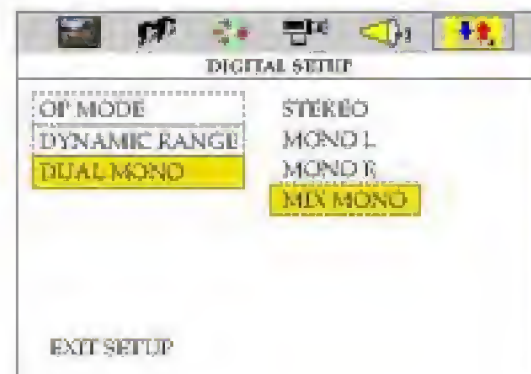 DIGITAL SETUP
OP MODE
DYNAMIC RANGE
DUAL MONO
STEREO
MONO L
MONO R
MIX MONO
EXIT SETUP